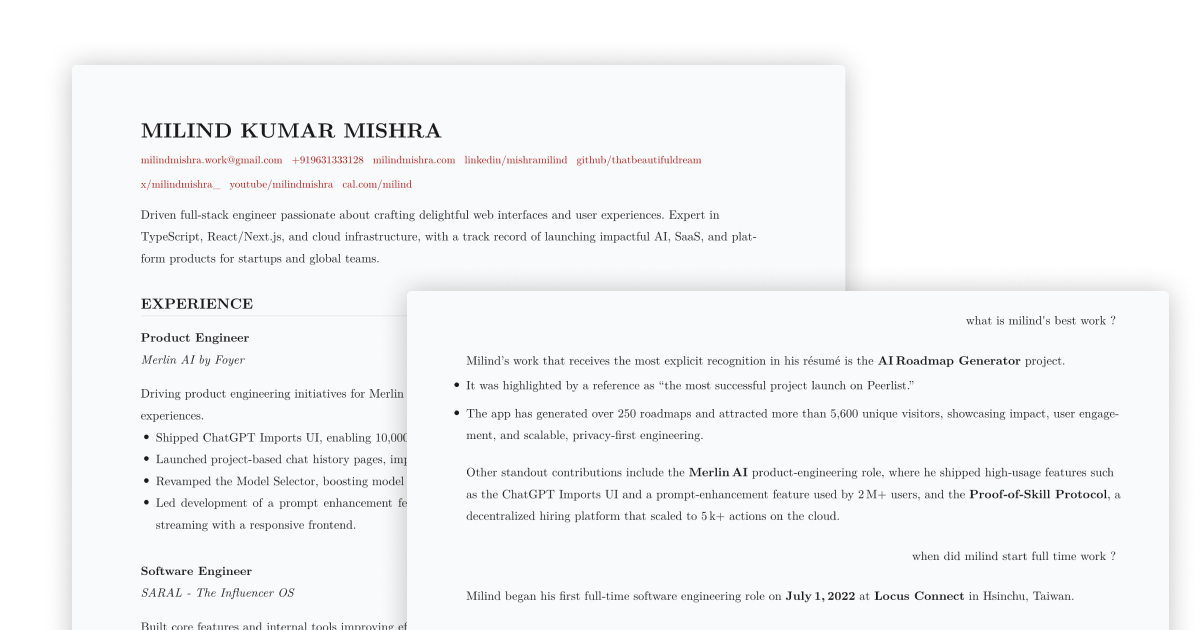 MILIND KUMAR MISHRA
milindmishra.work@gmail.com +919631333128 milindmishra.com linkedin/mishramilind github/thatbeautifuldream
x/milindmishra_ youtube/milindmishra cal.com/milind
Driven full-stack engineer passionate about crafting delightful web interfaces and user experiences. Expert in
TypeScript, React/Next.js, and cloud infrastructure, with a track record of launching impactful AI, SaaS, and plat-
form products for startups and global teams.
EXPERIENCE
Product Engineer
Merlin AI by Foyer
Driving product engineering initiatives for Merlin
experiences.
• Shipped ChatGPT Imports UI, enabling 10,000
• Launched project-based chat history pages,
• Revamped the Model Selector, boosting model
• Led development of a prompt enhancement
streaming with a responsive frontend.
Software Engineer
SARAL - The Influencer OS
Built core features and internal tools improving
what is milind's best work ?
Milind's work that receives the most explicit recognition in his résumé is the AI Roadmap Generator project.
• It was highlighted by a reference as “the most successful project launch on Peerlist.”
• The app has generated over 250 roadmaps and attracted more than 5,600 unique visitors, showcasing impact, user engage-
ment, and scalable, privacy-first engineering.
Other standout contributions include the Merlin AI product-engineering role, where he shipped high-usage features such
as the ChatGPT Imports UI and a prompt-enhancement feature used by 2 M+ users, and the Proof-of-Skill Protocol, a
decentralized hiring platform that scaled to 5 k+ actions on the cloud.
when did milind start full time work ?
Milind began his first full-time software engineering role on July 1, 2022 at Locus Connect in Hsinchu, Taiwan.